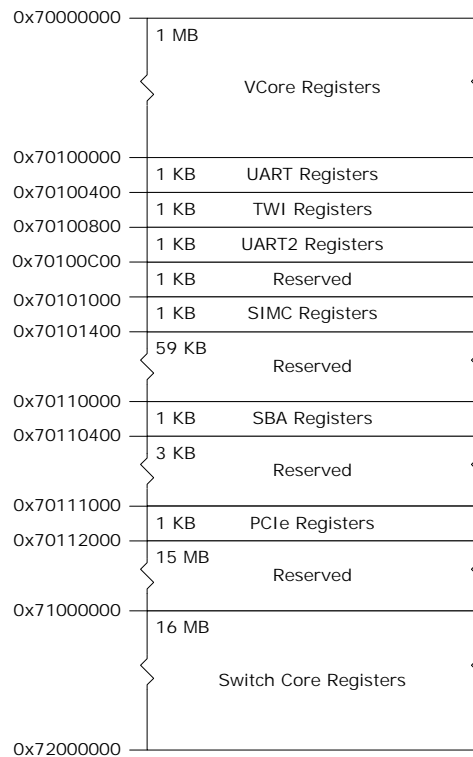 0x70000000
1 MB
VCore Registers
0x70100000
1 KB UART Registers
0x70100400
1 KB TWI Registers
0x70100800
1 KB UART2 Registers
0x70100C00
1 KB Reserved
0x70101000
1 KB SIMC Registers
0x70101400
59 KB
Reserved
0x70110000
1 KB SBA Registers
0x70110400
3 KB
Reserved
0x70111000
1 KB PCIe Registers
0x70112000
15 MB
Reserved
0x71000000
16 MB
Switch Core Registers
0x72000000